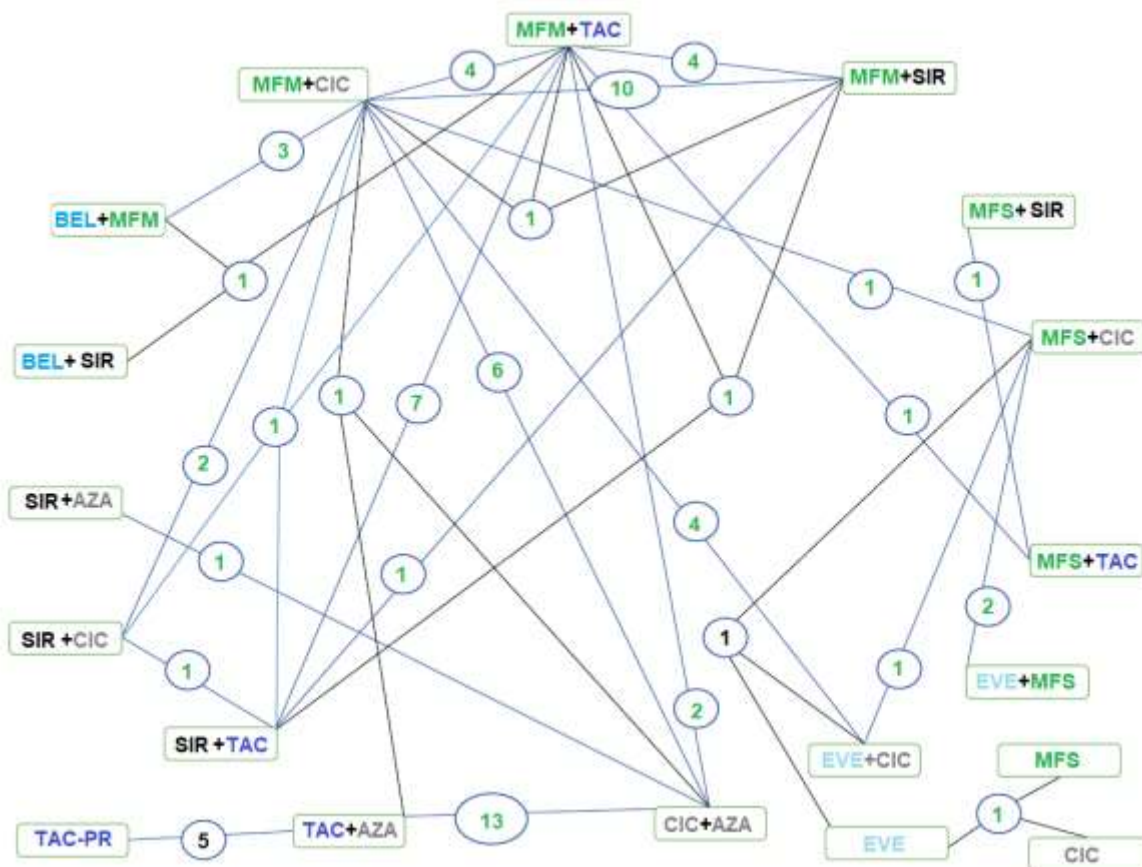 MFM+TAC
4
4
MFM+CIC
MFM+SIR
10
3
BEL+MFM
1
MFS+ SIR
1
1
1
MFS+CIC
BEL+ SIR
6
1
7
1
1
1
2
SIR+AZA
4
1
1
MFS+TAC
2
SIR +CIC
1
1
1
EVE+MFS
2
SIR +TAC
EVE+CIC
MFS
1
TAC-PR
5
TAC+AZA
13
CIC+AZA
EVE
CIC